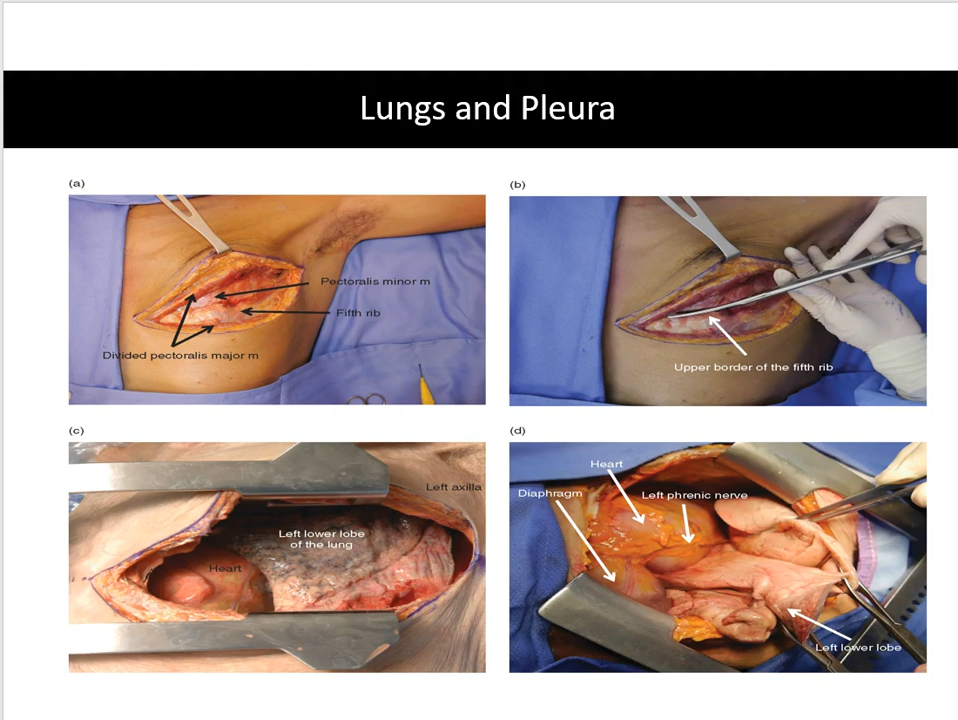 Lungs and Pleura
(a)
Pectoralis minor m
Fifth rib
Divided pectoralis major m
(b)
Upper border of the fifth rib
(c)
Left axilla
Left lower lobe
of the lung
Heart
(d)
Heart
Diaphragm
Left phrenic nerve
Left lower lobe